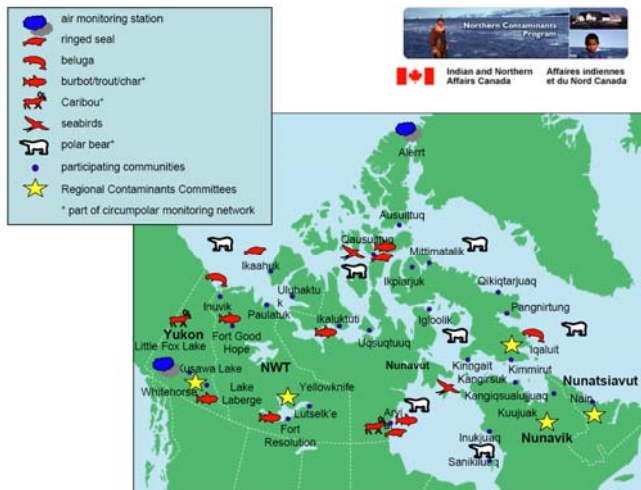 air monitoring station
ringed seal
beluga
burbot/trout/char*
Caribou*
seabirds
polar bear*
participating communities
Regional Contaminants Committees
* part of circumpolar monitoring network
Northern Contaminants
Program
Indian and Northern
Affairs Canada
Affaires indiennes
et du Nord Canada
Alerrt
Ausuittuq
Qausuittuq
Mittimatalik
Ikaahuk
Ikpiarjuk
Qikiqtarjuaq
Uluhaktu
k
Inuvik
Paulatuk
Pangnirtung
Igloolik
Ikaluktuti
Yukon
Fort Good
Hope
Uqsuqtuuq
Iqaluit
Little Fox Lake
NWT
Nunavut
Kinngait
Kimmirut
Kusawa Lake
Kangirsuk
Nunatsiavut
Whitehorse
Lake
Laberge
Yellowknife
Lutselk'e
Kangiqsualujjuaq
Nain
Kuujuak
Fort
Resolution
Arvi
Inukjuaq
Nunavik
Sanikiluaq